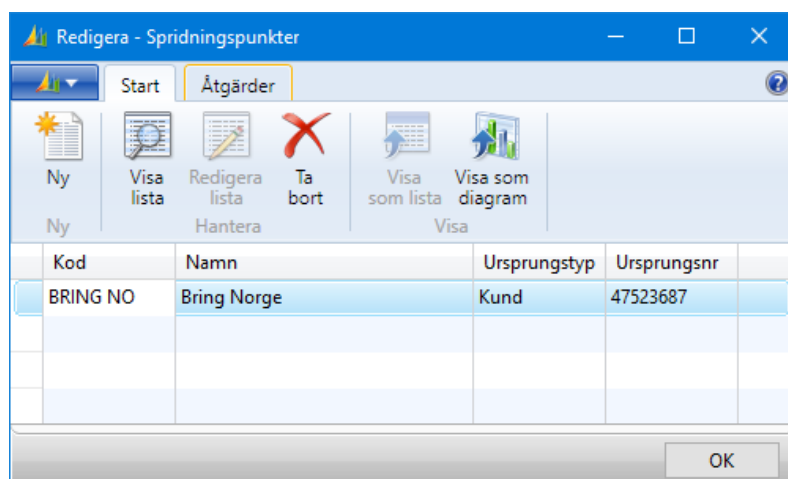 Redigera - Spridningspunkter
Start Åtgärder
Ny Visa lista Redigera lista Ta bort Visa som lista Visa som diagram
Ny Hantera Visa
Kod Namn Ursprungstyp Ursprungsnr
BRING NO Bring Norge Kund 47523687
OK